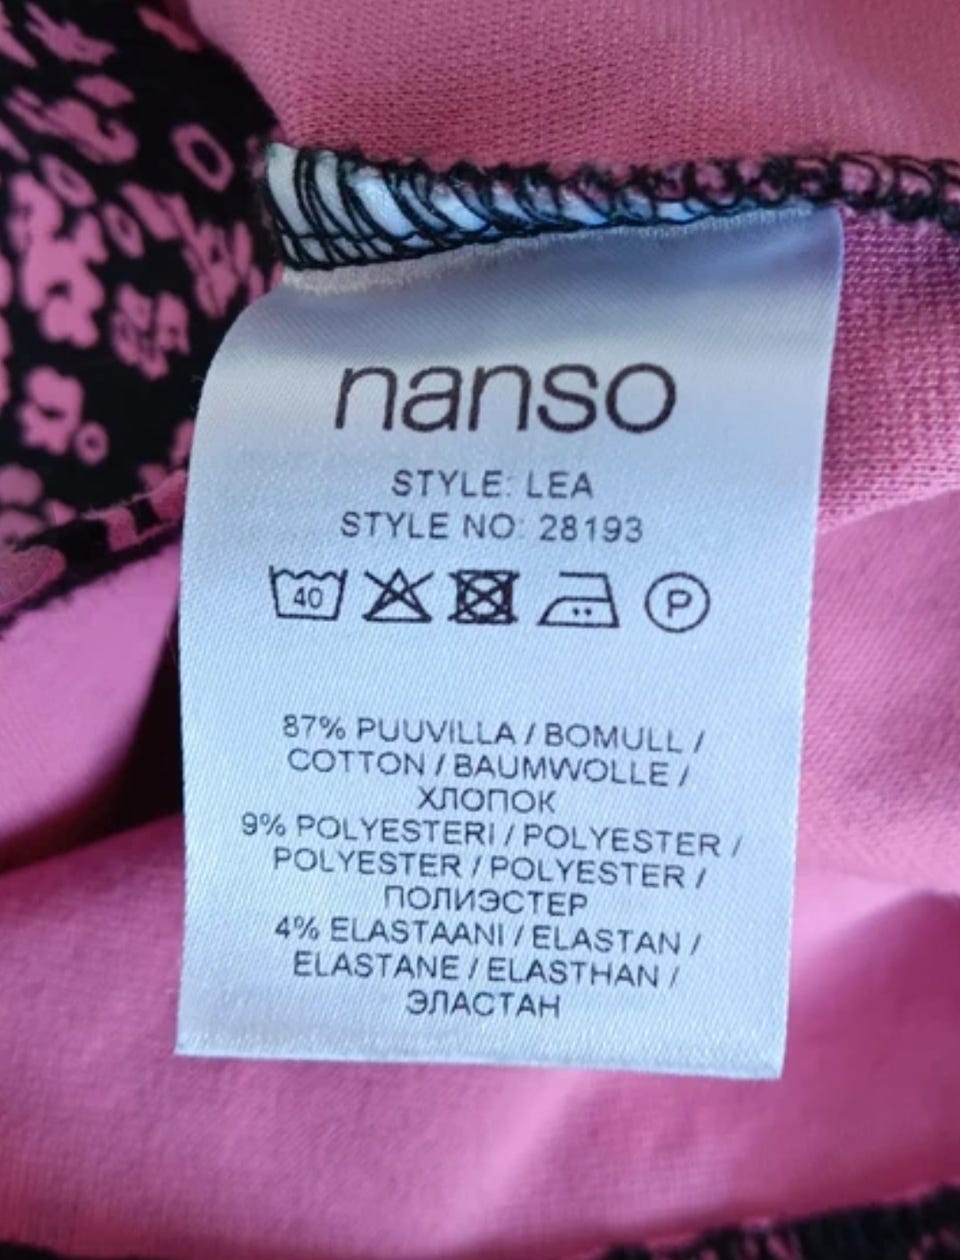 nanso
STYLE: LEA
STYLE NO: 28193
40 P
87% PUUVILLA / BOMULL /
COTTON / BAUMWOLLE /
ХЛОПОК
9% POLYESTERI / POLYESTER /
POLYESTER / POLYESTER /
ПОЛИЭСТЕР
4% ELASTAANI / ELASTAN /
ELASTANE / ELASTHAN /
ЭЛАСТАН